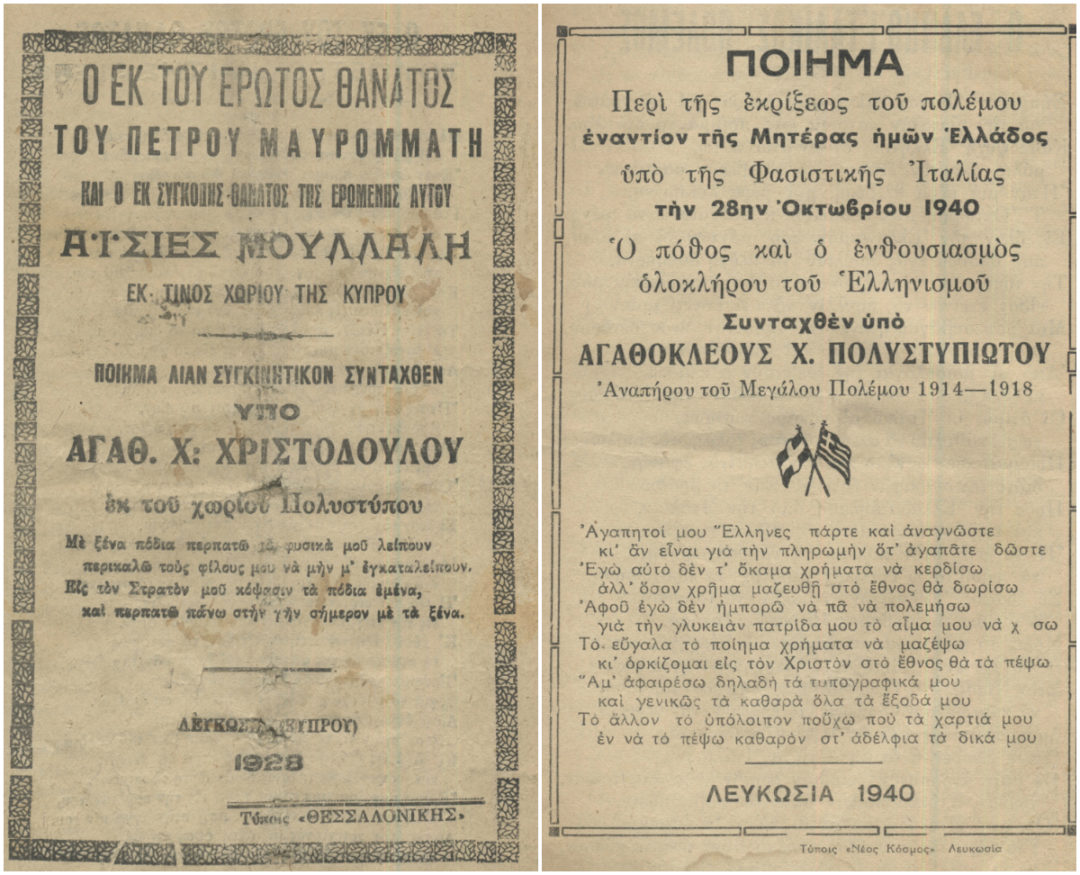 Ο ΕΚ ΤΟΥ ΕΡΩΤΟΣ ΘΑΝΑΤΟΣ
ΤΟΥ ΠΕΤΡΟΥ ΜΑΥΡΟΜΜΑΤΗ
ΚΑΙ Ο ΕΚ ΣΥΓΚΟΠΗΣ ΘΑΝΑΤΟΣ ΤΗΣ ΕΡΩΜΕΝΗΣ ΑΥΤΟΥ
ΑΪΣΙΕΣ ΜΟΥΛΛΑΛΗ
ΕΚ ΤΙΝΟΣ ΧΩΡΙΟΥ ΤΗΣ ΚΥΠΡΟΥ
ΠΟΙΗΜΑ ΛΙΑΝ ΣΥΓΚΙΝΗΤΙΚΟΝ ΣΥΝΤΑΧΘΕΝ
ΥΠΟ
ΑΓΑΘ. Χ: ΧΡΙΣΤΟΔΟΥΛΟΥ
ἐκ τοῦ χωρίου Πολυστύπου
Μὲ ξένα πόδια περπατῶ τὰ φυσικά μοῦ λείπουν
περικαλῶ τοὺς φίλους μου νὰ μὴν μ' ἐγκαταλείπουν.
Εἰς τὸν Στρατὸν μοῦ κόψασιν τὰ πόδια ἐμένα,
καὶ περπατῶ πάνω στὴν γῆν σήμερον μὲ τὰ ξένα.
ΛΕΥΚΩΣΙΑ (ΚΥΠΡΟΥ)
1928
Τύποις «ΘΕΣΣΑΛΟΝΙΚΗΣ»
ΠΟΙΗΜΑ
Περὶ τῆς ἐκρίξεως τοῦ πολέμου
ἐναντίον τῆς Μητέρας ἡμῶν Ἑλλάδος
ὑπὸ τῆς Φασιστικῆς Ἰταλίας
τὴν 28ην Ὀκτωβρίου 1940
Ὁ πόθος καὶ ὁ ἐνθουσιασμὸς
ὁλοκλήρου τοῦ Ἑλληνισμοῦ
Συνταχθὲν ὑπὸ
ΑΓΑΘΟΚΛΕΟΥΣ Χ. ΠΟΛΥΣΤΥΠΙΩΤΟΥ
Ἀναπήρου τοῦ Μεγάλου Πολέμου 1914—1918
Ἀγαπητοί μου Ἕλληνες πάρτε καὶ ἀναγνῶστε
κι' ἂν εἶναι γιὰ τὴν πληρωμὴν ὅτ' ἀγαπᾶτε δῶστε
Ἐγὼ αὐτὸ δὲν τ' ὄκαμα χρήματα νὰ κερδίσω
ἀλλ' ὅσον χρῆμα μαζευθῇ στὸ ἔθνος θὰ δωρίσω
Ἀφοῦ ἐγὼ δὲν ἠμπορῶ νὰ πᾶ νὰ πολεμήσω
γιὰ τὴν γλυκειὰν πατρίδα μου τὸ αἷμα μου νὰ χ σω
Τὸ εὔγαλα τὸ ποίημα χρήματα νὰ μαζέψω
κι' ὁρκίζομαι εἰς τὸν Χριστὸν στὸ ἔθνος θὰ τὰ πέψω
Ἅμ' ἀφαιρέσω δηλαδὴ τὰ τυπογραφικά μου
καὶ γενικῶς τὰ καθαρὰ ὅλα τὰ ἔξοδά μου
Τὸ ἄλλον τὸ ὑπόλοιπον ποὖχω ποὺ τὰ χαρτιά μου
ἐν νὰ τὸ πέψω καθαρὸν στ' ἀδέλφια τὰ δικά μου
ΛΕΥΚΩΣΙΑ 1940
Τύποις «Νέος Κόσμος» Λευκωσία